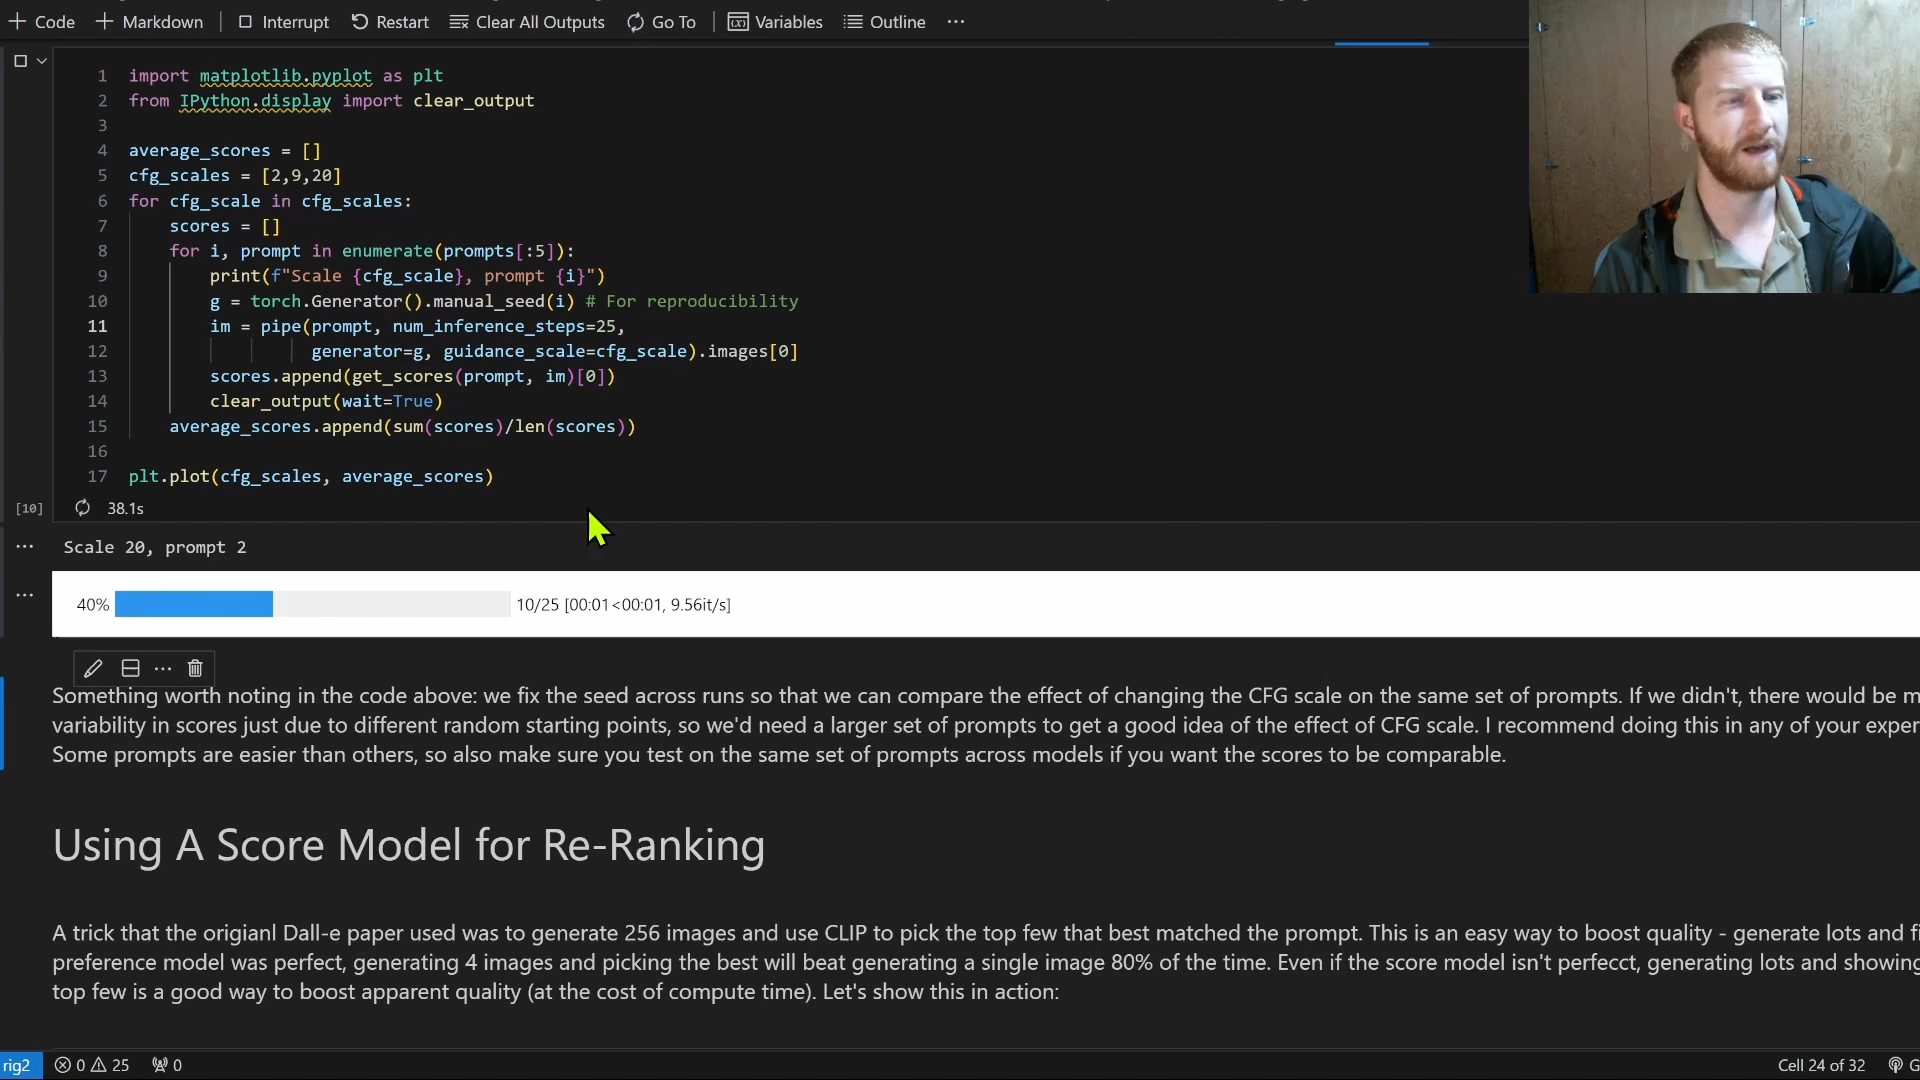 Code Markdown Interrupt Restart Clear All Outputs Go To Variables Outline ...
1 import matplotlib.pyplot as plt
2 from IPython.display import clear_output
3
4 average_scores = []
5 cfg_scales = [2,9,20]
6 for cfg_scale in cfg_scales:
7 scores = []
8 for i, prompt in enumerate(prompts[:5]):
9 print(f"Scale {cfg_scale}, prompt {i}")
10 g = torch.Generator().manual_seed(i) # For reproducibility
11 im = pipe(prompt, num_inference_steps=25,
12 generator=g, guidance_scale=cfg_scale).images[0]
13 scores.append(get_scores(prompt, im)[0])
14 clear_output(wait=True)
15 average_scores.append(sum(scores)/len(scores))
16
17 plt.plot(cfg_scales, average_scores)
[10] 38.1s
... Scale 20, prompt 2
... 40% 10/25 [00:01<00:01, 9.56it/s]
Something worth noting in the code above: we fix the seed across runs so that we can compare the effect of changing the CFG scale on the same set of prompts. If we didn't, there would be m
variability in scores just due to different random starting points, so we'd need a larger set of prompts to get a good idea of the effect of CFG scale. I recommend doing this in any of your exper
Some prompts are easier than others, so also make sure you test on the same set of prompts across models if you want the scores to be comparable.
Using A Score Model for Re-Ranking
A trick that the origianl Dall-e paper used was to generate 256 images and use CLIP to pick the top few that best matched the prompt. This is an easy way to boost quality - generate lots and fi
preference model was perfect, generating 4 images and picking the best will beat generating a single image 80% of the time. Even if the score model isn't perfecct, generating lots and showing
top few is a good way to boost apparent quality (at the cost of compute time). Let's show this in action:
rig2 0 25 0 Cell 24 of 32 G